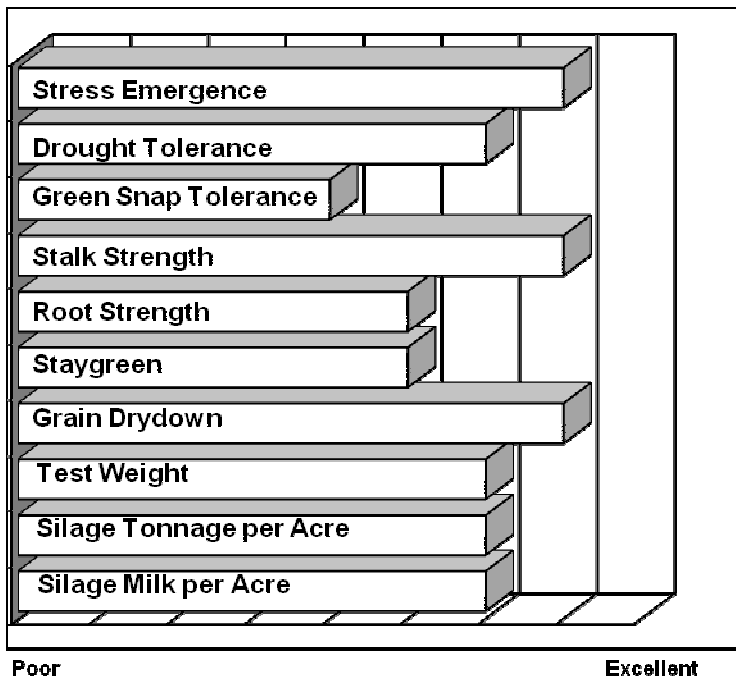 Stress Emergence
Drought Tolerance
Green Snap Tolerance
Stalk Strength
Root Strength
Staygreen
Grain Drydown
Test Weight
Silage Tonnage per Acre
Silage Milk per Acre
Poor Excellent